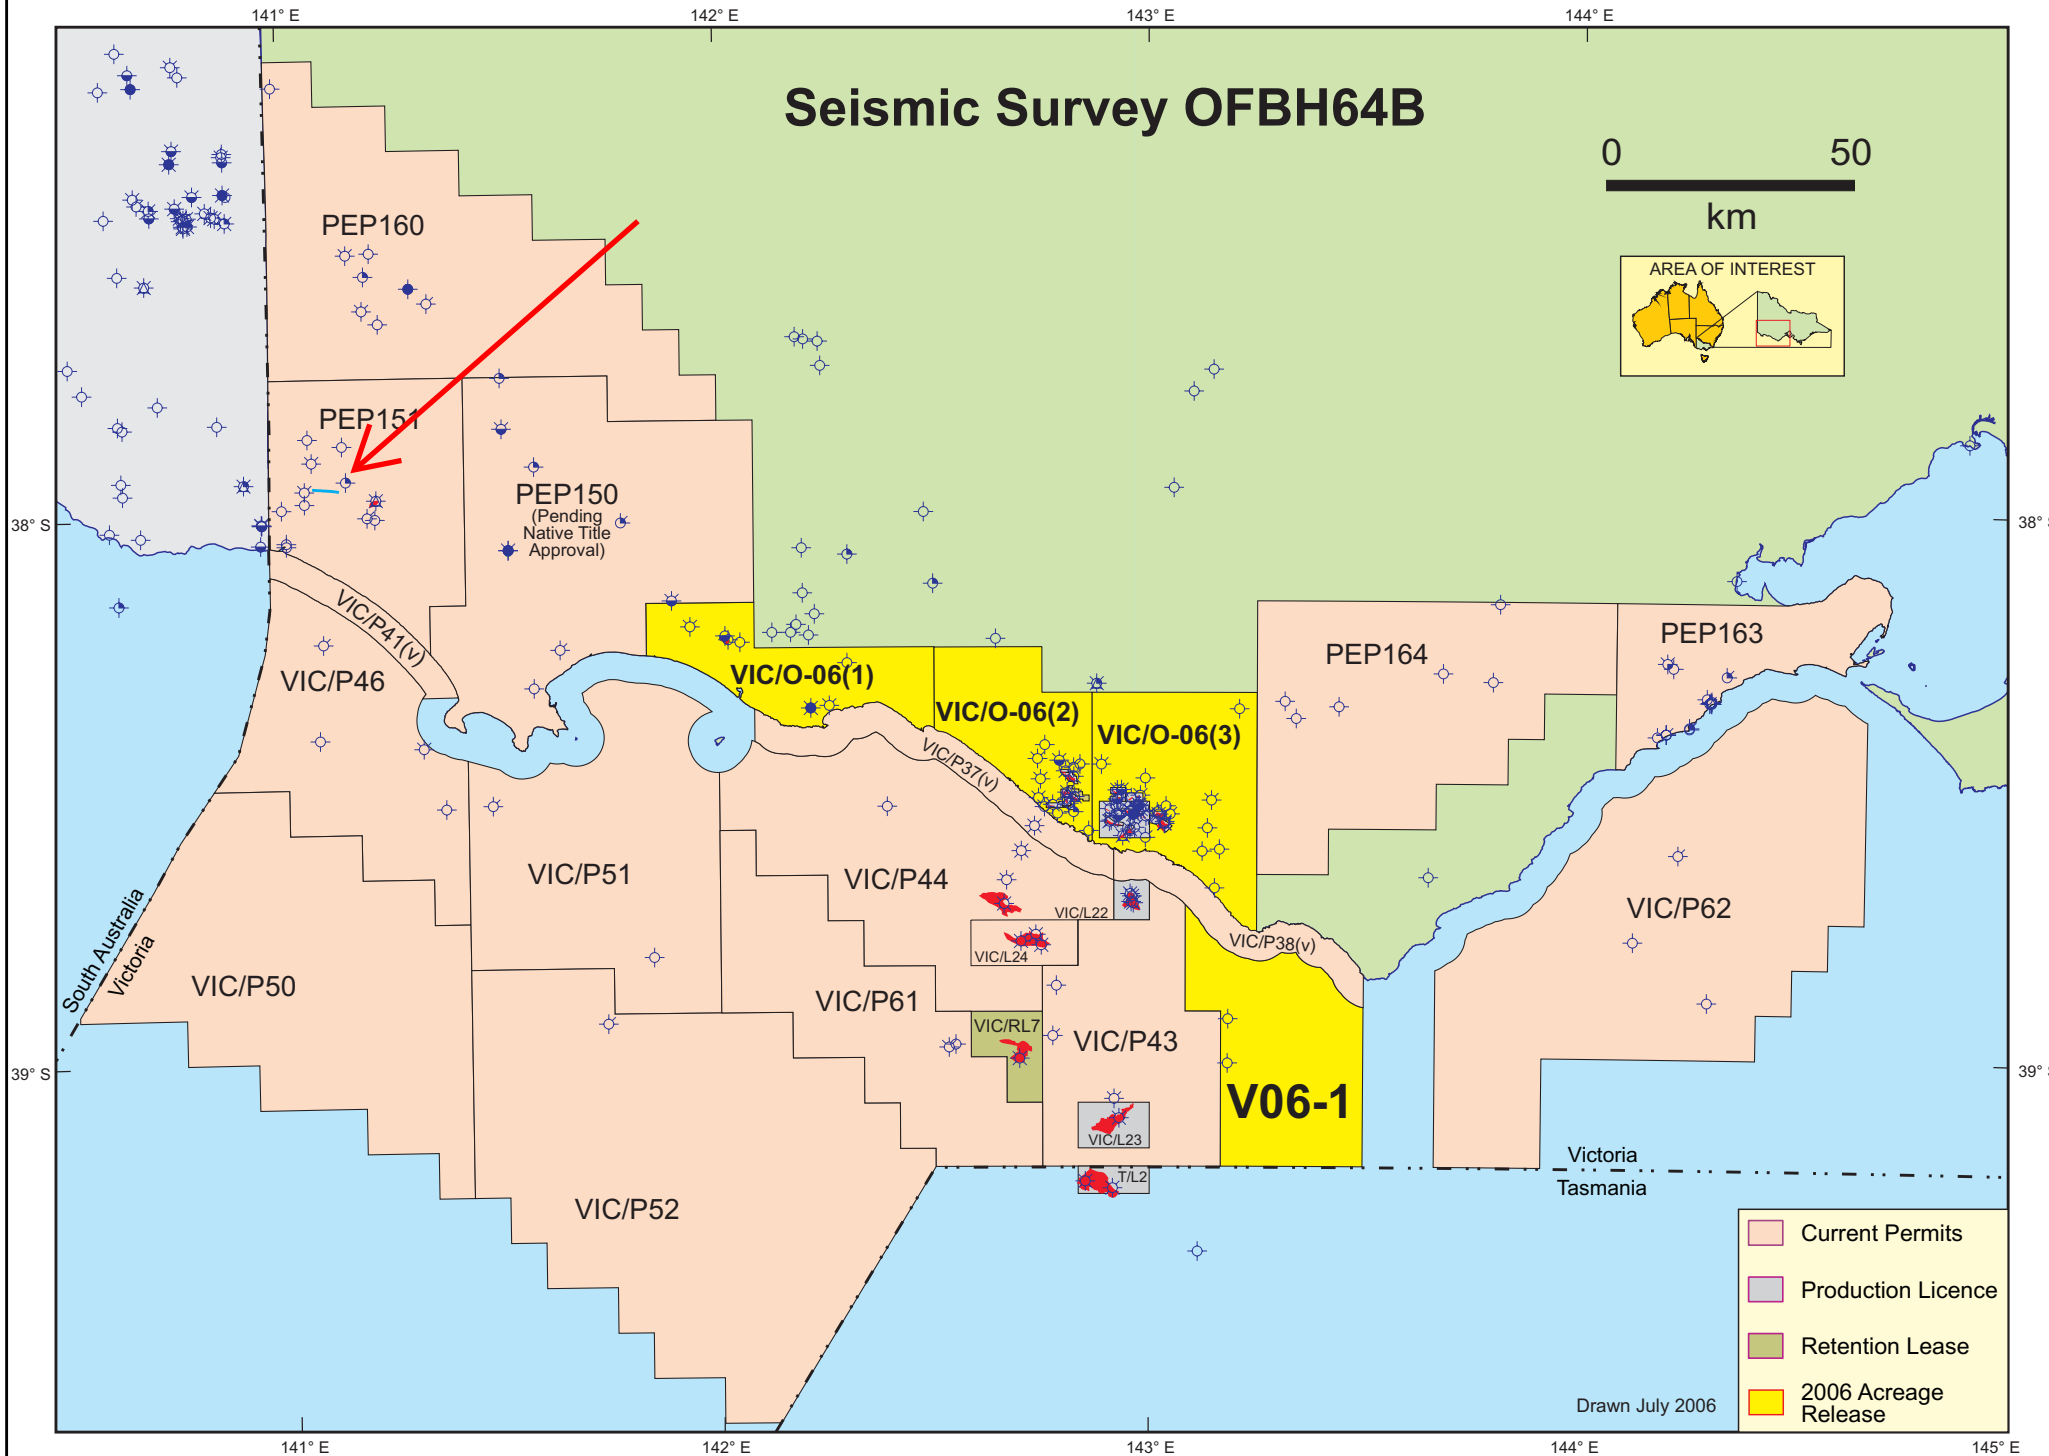 141° E
142° E
143° E
144° E
Seismic Survey OFBH64B
0
50
km
AREA OF INTEREST
PEP160
PEP151
PEP150
(Pending
Native Title
Approval)
38° S
38° S
VIC/P41(v)
VIC/P46
VIC/O-06(1)
VIC/O-06(2)
VIC/O-06(3)
PEP164
PEP163
VIC/P37(v)
VIC/P51
VIC/P44
VIC/L22
VIC/P62
VIC/P38(v)
VIC/L24
South Australia
Victoria
VIC/P50
VIC/P61
VIC/RL7
VIC/P43
39° S
39° S
V06-1
VIC/L23
T/L2
Victoria
Tasmania
VIC/P52
Current Permits
Production Licence
Retention Lease
2006 Acreage
Release
Drawn July 2006
141° E
142° E
143° E
144° E
145° E